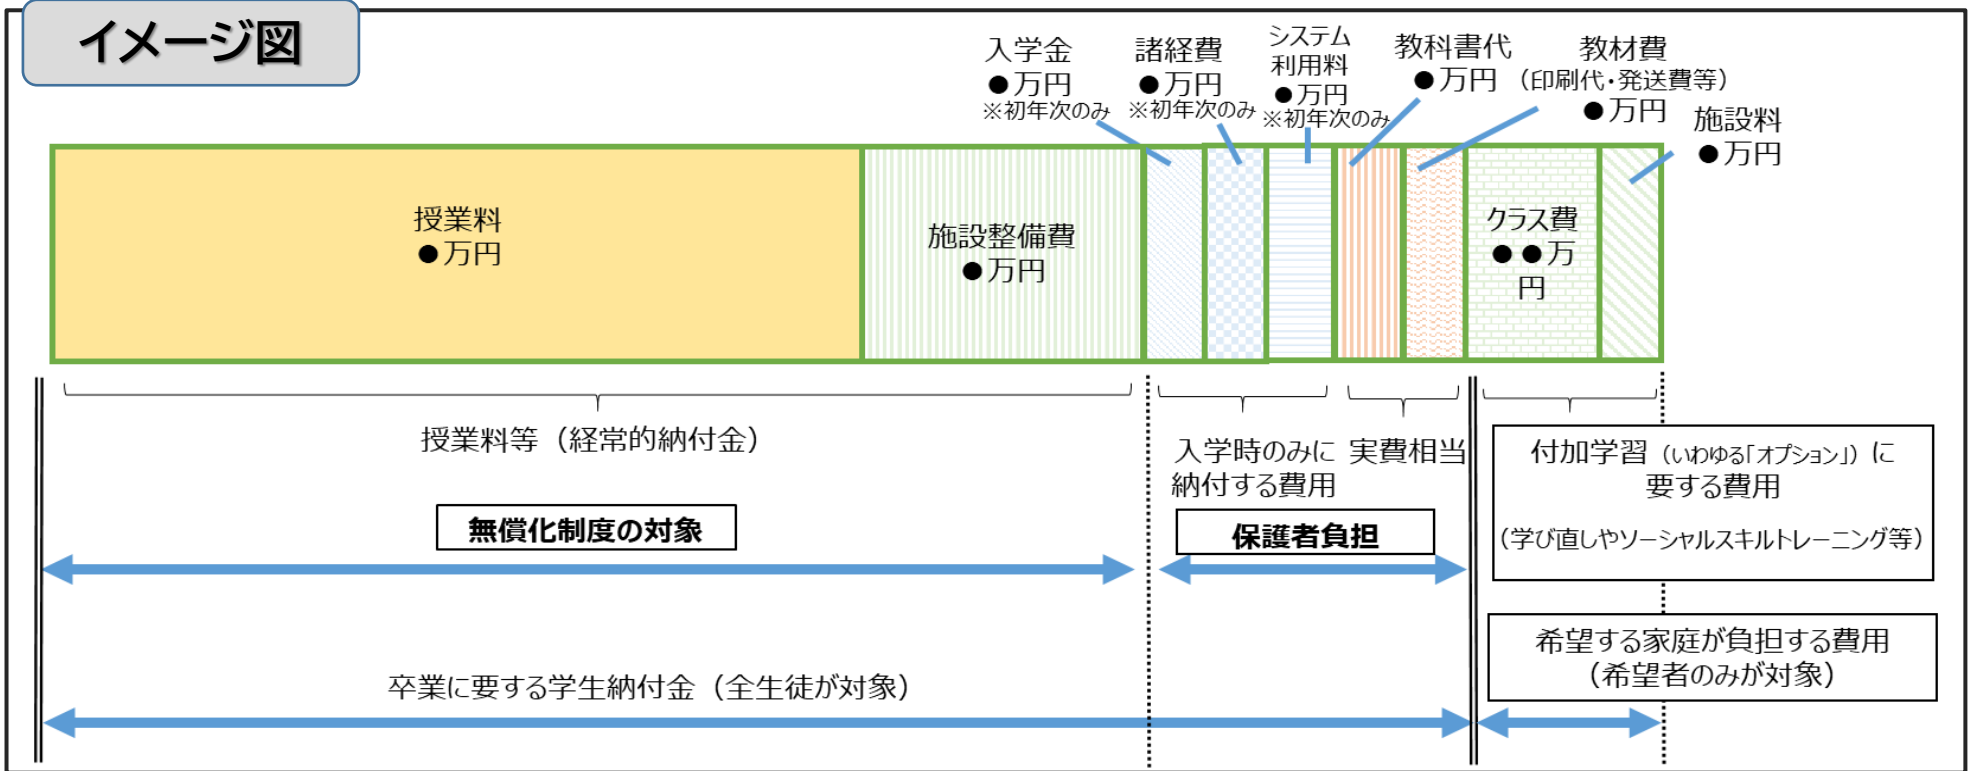 イメージ図
入学金
●万円
※初年次のみ
諸経費
●万円
※初年次のみ
システム
利用料
●万円
※初年次のみ
教科書代
●万円
教材費
（印刷代・発送費等）
●万円
施設料
●万円
授業料
●万円
施設整備費
●万円
クラス費
●●万
円
授業料等（経常的納付金）
入学時のみに
納付する費用
実費相当
付加学習（いわゆる「オプション」）に
要する費用
（学び直しやソーシャルスキルトレーニング等）
無償化制度の対象
保護者負担
卒業に要する学生納付金（全生徒が対象）
希望する家庭が負担する費用
（希望者のみが対象）